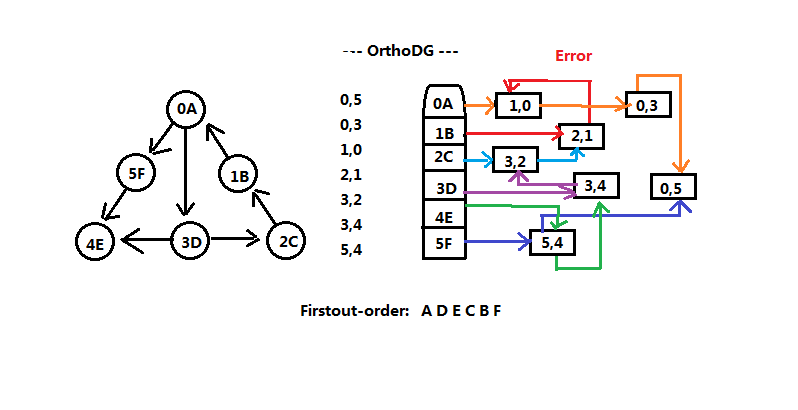 --- OrthoDG ---
Error
0A
5F
1B
4E
3D
2C
0,5
0,3
1,0
2,1
3,2
3,4
5,4
0A
1B
2C
3D
4E
5F
1,0
0,3
2,1
3,2
3,4
0,5
5,4
Firstout-order: A D E C B F